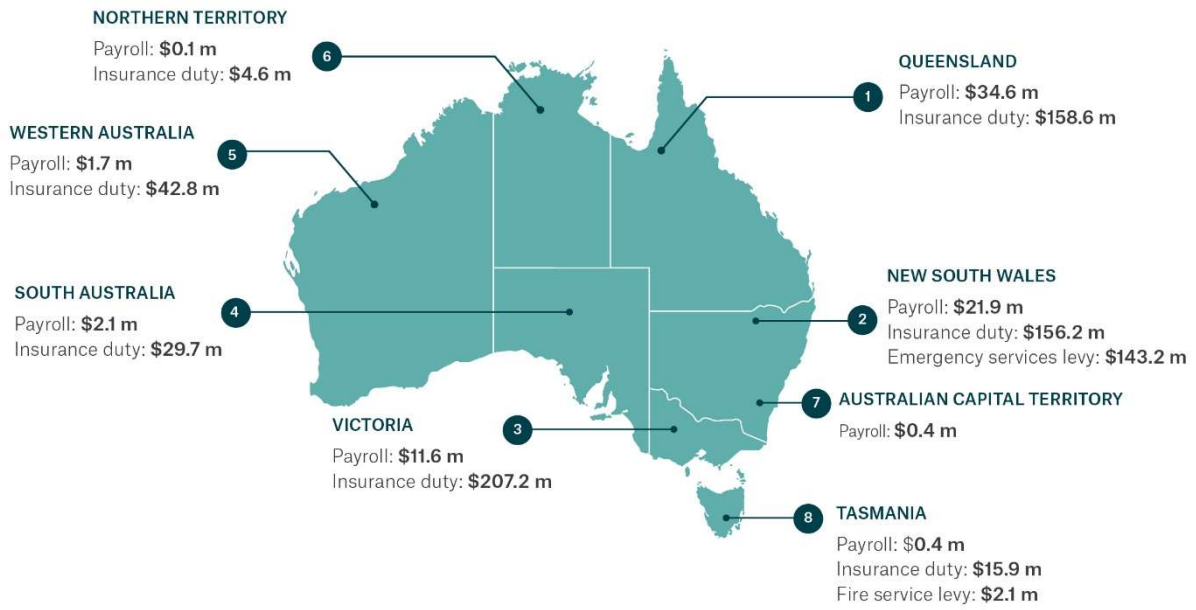 NORTHERN TERRITORY
Payroll: $0.1 m
Insurance duty: $4.6 m
6
QUEENSLAND
Payroll: $34.6 m
Insurance duty: $158.6 m
1
WESTERN AUSTRALIA
Payroll: $1.7 m
Insurance duty: $42.8 m
5
SOUTH AUSTRALIA
Payroll: $2.1 m
Insurance duty: $29.7 m
4
NEW SOUTH WALES
Payroll: $21.9 m
Insurance duty: $156.2 m
Emergency services levy: $143.2 m
2
7
AUSTRALIAN CAPITAL TERRITORY
Payroll: $0.4 m
VICTORIA
Payroll: $11.6 m
Insurance duty: $207.2 m
3
8
TASMANIA
Payroll: $0.4 m
Insurance duty: $15.9 m
Fire service levy: $2.1 m